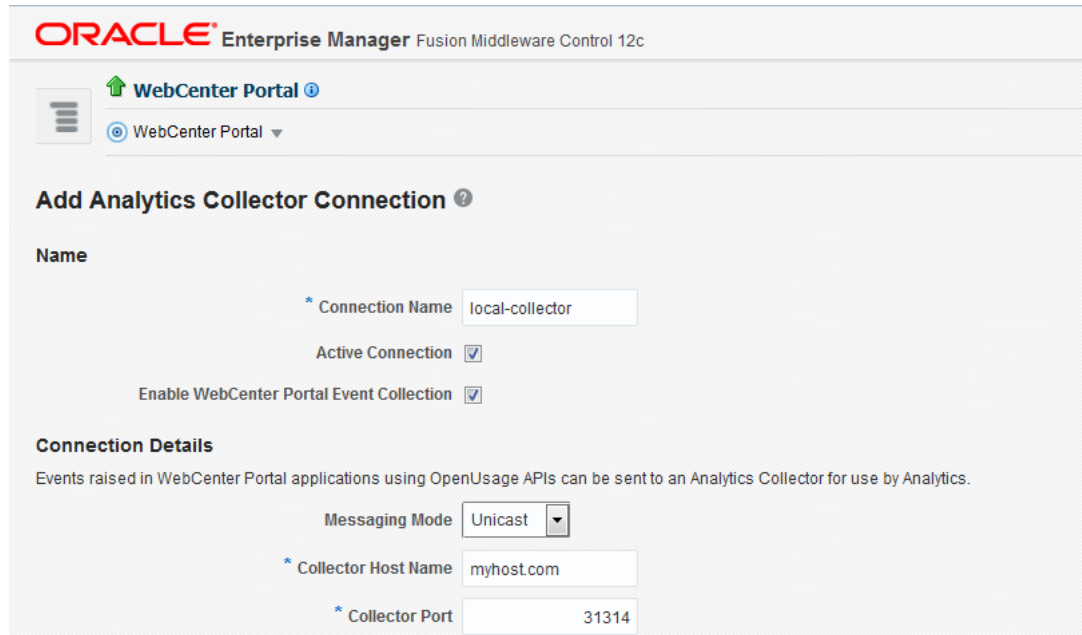 ORACLE Enterprise Manager Fusion Middleware Control 12c
WebCenter Portal
WebCenter Portal
Add Analytics Collector Connection
Name
* Connection Name local-collector
Active Connection
Enable WebCenter Portal Event Collection
Connection Details
Events raised in WebCenter Portal applications using OpenUsage APIs can be sent to an Analytics Collector for use by Analytics.
Messaging Mode Unicast
* Collector Host Name myhost.com
* Collector Port 31314